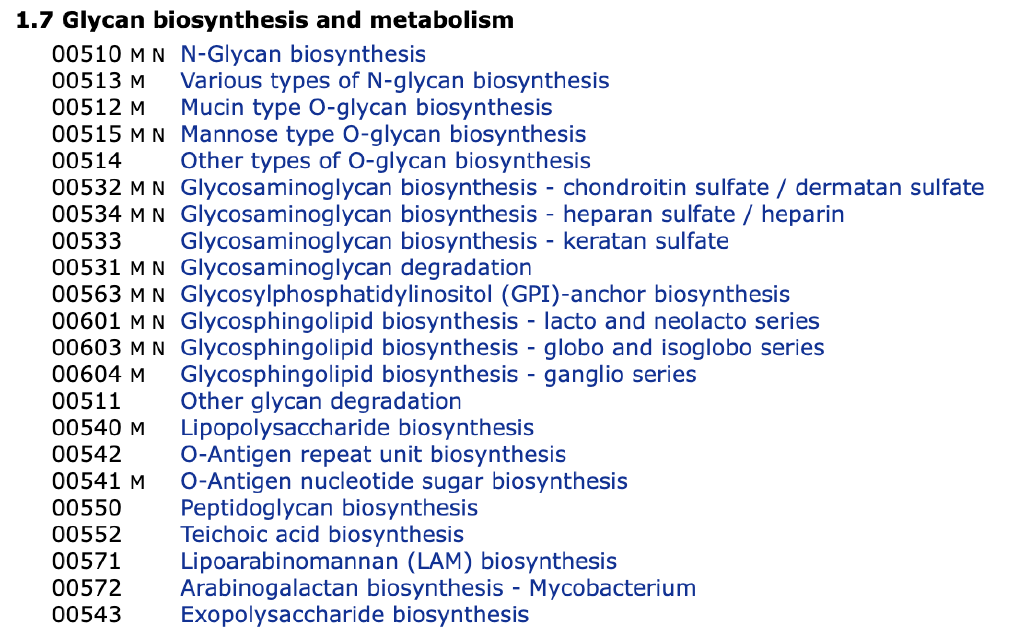 1.7 Glycan biosynthesis and metabolism
00510 M N N-Glycan biosynthesis
00513 M Various types of N-glycan biosynthesis
00512 M Mucin type O-glycan biosynthesis
00515 M N Mannose type O-glycan biosynthesis
00514 Other types of O-glycan biosynthesis
00532 M N Glycosaminoglycan biosynthesis - chondroitin sulfate / dermatan sulfate
00534 M N Glycosaminoglycan biosynthesis - heparan sulfate / heparin
00533 Glycosaminoglycan biosynthesis - keratan sulfate
00531 M N Glycosaminoglycan degradation
00563 M N Glycosylphosphatidylinositol (GPI)-anchor biosynthesis
00601 M N Glycosphingolipid biosynthesis - lacto and neolacto series
00603 M N Glycosphingolipid biosynthesis - globo and isoglobo series
00604 M Glycosphingolipid biosynthesis - ganglio series
00511 Other glycan degradation
00540 M Lipopolysaccharide biosynthesis
00542 O-Antigen repeat unit biosynthesis
00541 M O-Antigen nucleotide sugar biosynthesis
00550 Peptidoglycan biosynthesis
00552 Teichoic acid biosynthesis
00571 Lipoarabinomannan (LAM) biosynthesis
00572 Arabinogalactan biosynthesis - Mycobacterium
00543 Exopolysaccharide biosynthesis